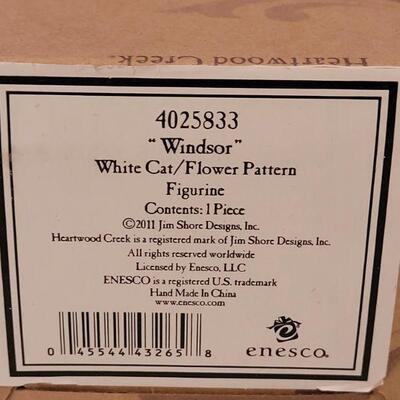 Heartwood Creek.
4025833
"Windsor"
White Cat/Flower Pattern
Figurine
Contents: 1 Piece
©2011 Jim Shore Designs, Inc.
Heartwood Creek is a registered mark of Jim Shore Designs, Inc.
All rights reserved worldwide
Licensed by Enesco, LLC
ENESCO is a registered U.S. trademark
Hand Made In China
www.enesco.com
0 45544 43265 8
enesco.